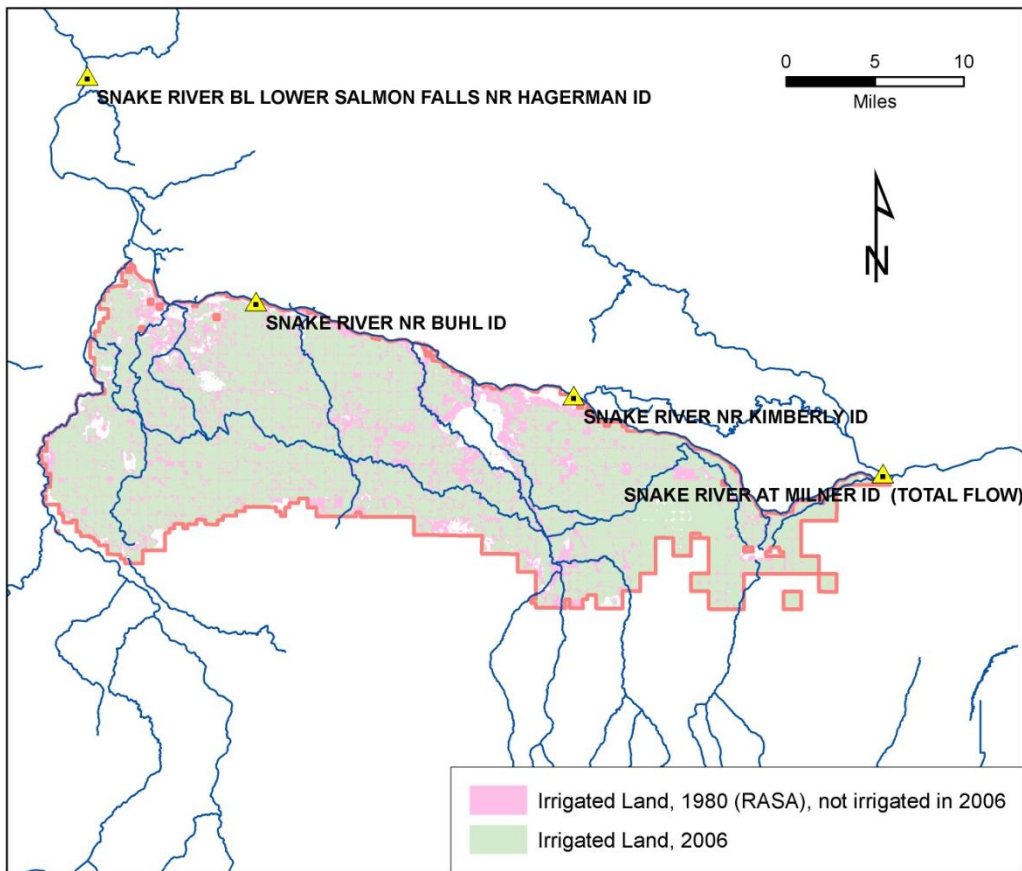 0 5 10
Miles
SNAKE RIVER BL LOWER SALMON FALLS NR HAGERMAN ID
N
SNAKE RIVER NR BUHL ID
SNAKE RIVER NR KIMBERLY ID
SNAKE RIVER AT MILNER ID (TOTAL FLOW)
Irrigated Land, 1980 (RASA), not irrigated in 2006
Irrigated Land, 2006